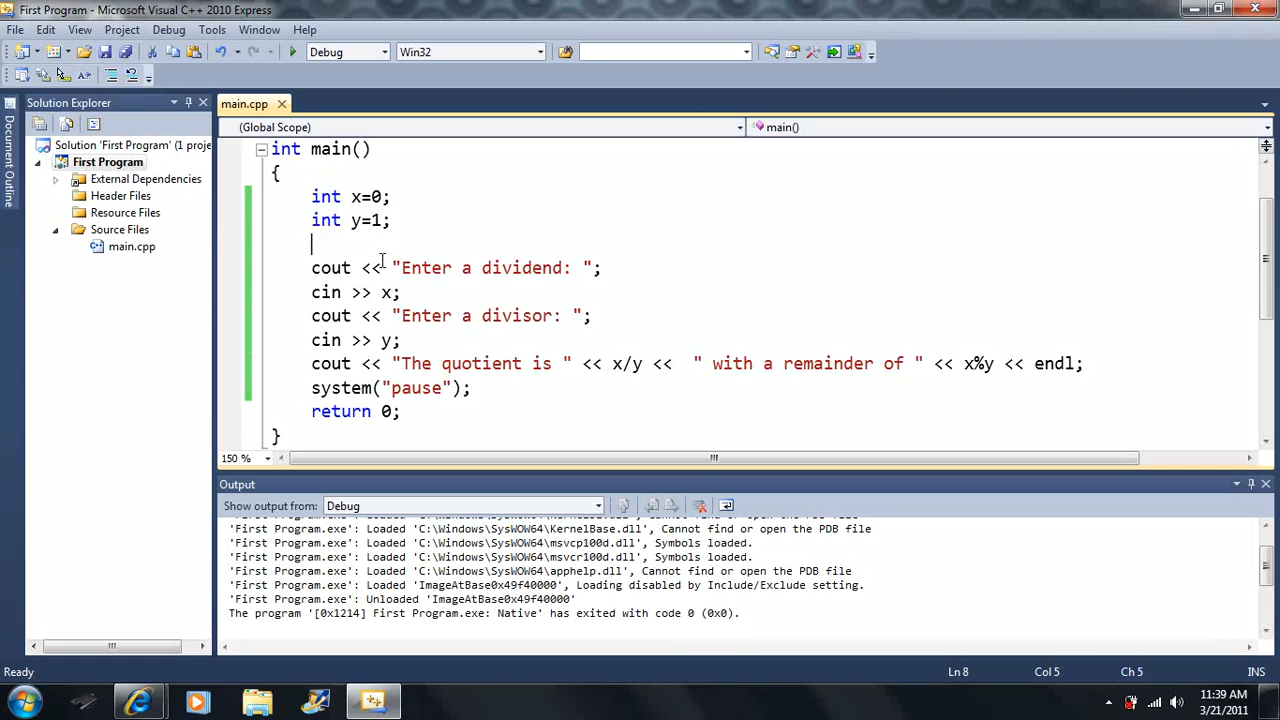 First Program - Microsoft Visual C++ 2010 Express
File Edit View Project Debug Tools Window Help
Debug Win32
Solution Explorer
main.cpp
Document Outline
(Global Scope) main()
Solution 'First Program' (1 proje
First Program
External Dependencies
Header Files
Resource Files
Source Files
main.cpp
int main()
{
int x=0;
int y=1;
cout << "Enter a dividend: ";
cin >> x;
cout << "Enter a divisor: ";
cin >> y;
cout << "The quotient is " << x/y <<  " with a remainder of " << x%y << endl;
system("pause");
return 0;
}
150 %
Output
Show output from: Debug
'First Program.exe': Loaded 'C:\Windows\SysWOW64\KernelBase.dll', Cannot find or open the PDB file
'First Program.exe': Loaded 'C:\Windows\SysWOW64\msvcp100d.dll', Symbols loaded.
'First Program.exe': Loaded 'C:\Windows\SysWOW64\msvcr100d.dll', Symbols loaded.
'First Program.exe': Loaded 'C:\Windows\SysWOW64\apphelp.dll', Cannot find or open the PDB file
'First Program.exe': Loaded 'ImageAtBase0x49f40000', Loading disabled by Include/Exclude setting.
'First Program.exe': Unloaded 'ImageAtBase0x49f40000'
The program '[0x1214] First Program.exe: Native' has exited with code 0 (0x0).
Ready Ln 8 Col 5 Ch 5 INS
11:39 AM
3/21/2011